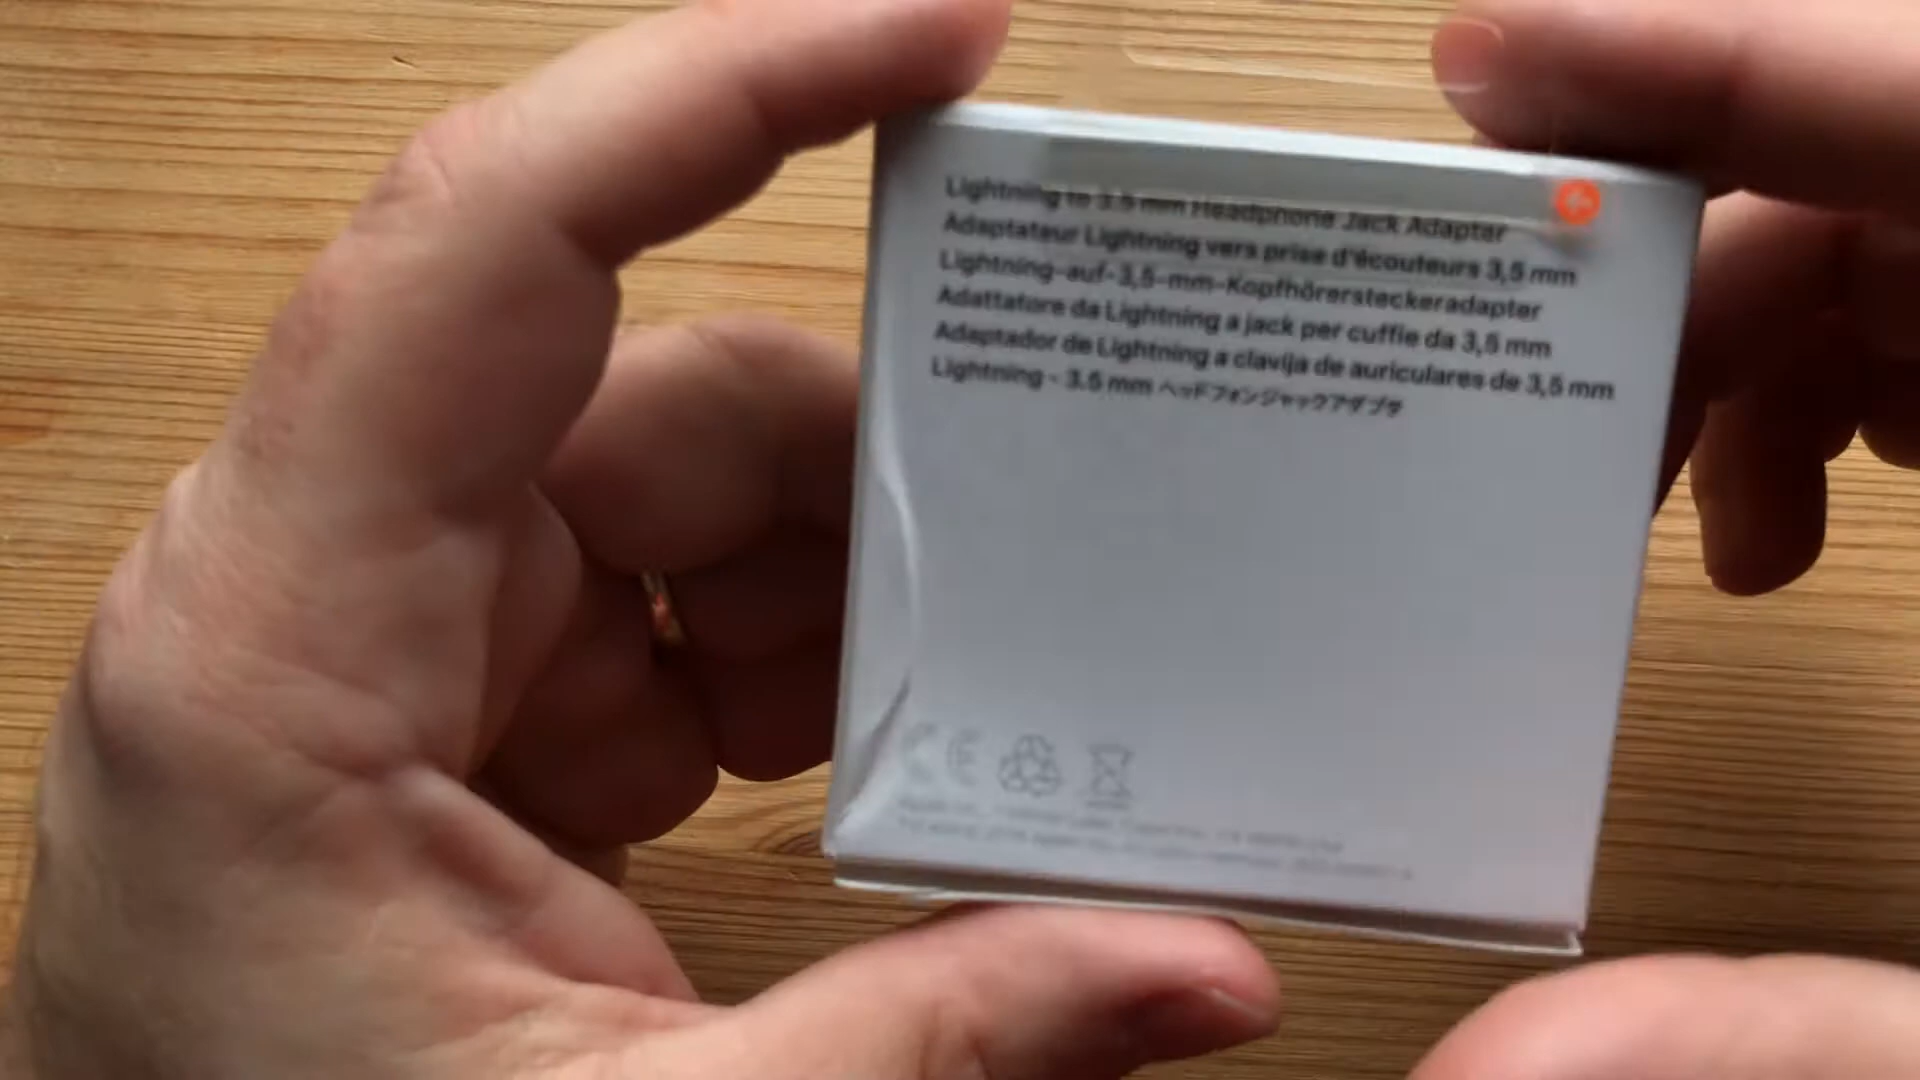 Lightning to 3.5 mm Headphone Jack Adapter
Adaptateur Lightning vers prise d'écouteurs 3,5 mm
Lightning-auf-3,5-mm-Kopfhörersteckeradapter
Adattatore da Lightning a jack per cuffie da 3,5 mm
Adaptador de Lightning a clavija de auriculares de 3,5 mm
Lightning - 3.5 mm ヘッドフォンジャックアダプタ
CE